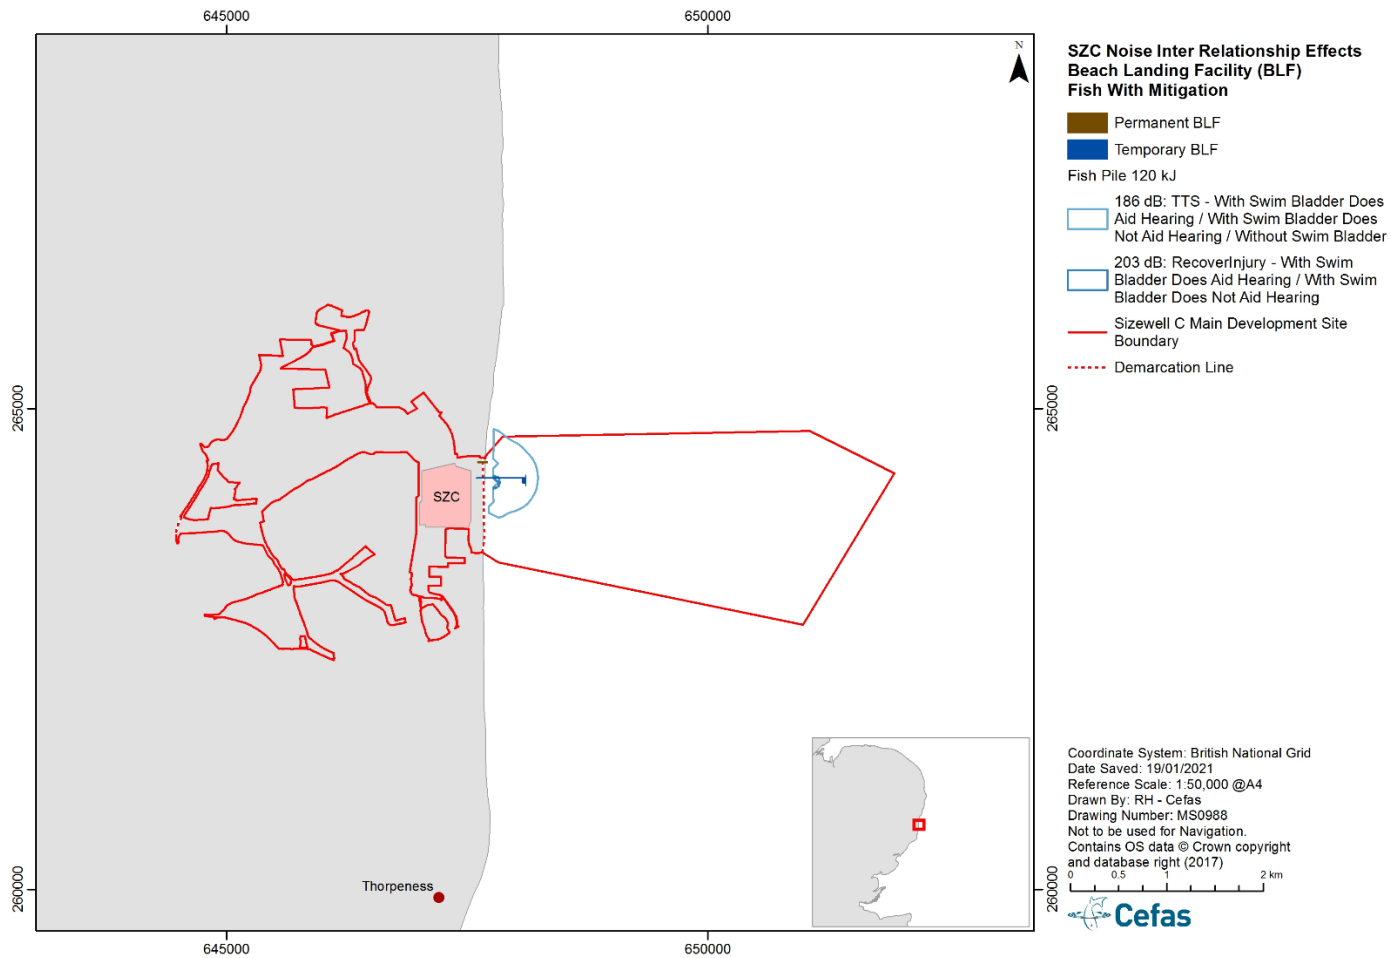 645000
650000
N
SZC Noise Inter Relationship Effects
Beach Landing Facility (BLF)
Fish With Mitigation
Permanent BLF
Temporary BLF
Fish Pile 120 kJ
186 dB: TTS - With Swim Bladder Does
Aid Hearing / With Swim Bladder Does
Not Aid Hearing / Without Swim Bladder
203 dB: RecoverInjury - With Swim
Bladder Does Aid Hearing / With Swim
Bladder Does Not Aid Hearing
Sizewell C Main Development Site
Boundary
Demarcation Line
265000
265000
SZC
Thorpeness
260000
260000
645000
650000
Coordinate System: British National Grid
Date Saved: 19/01/2021
Reference Scale: 1:50,000 @A4
Drawn By: RH - Cefas
Drawing Number: MS0988
Not to be used for Navigation.
Contains OS data © Crown copyright
and database right (2017)
0 0.5 1 2 km
Cefas